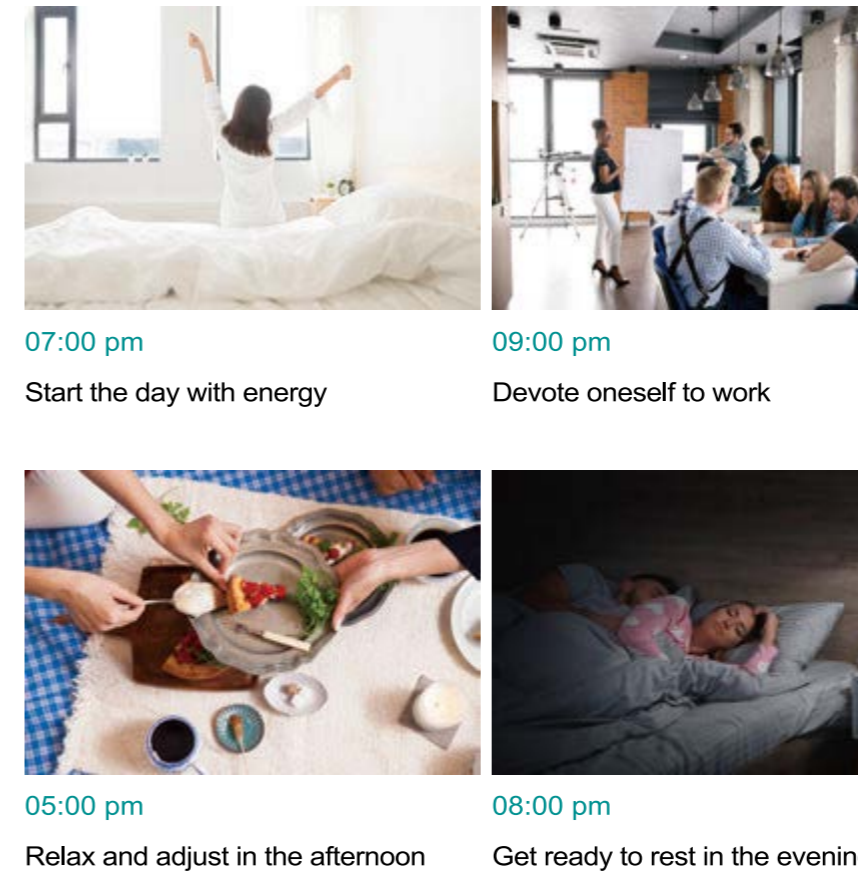 07:00 pm
Start the day with energy
09:00 pm
Devote oneself to work
05:00 pm
Relax and adjust in the afternoon
08:00 pm
Get ready to rest in the evenin